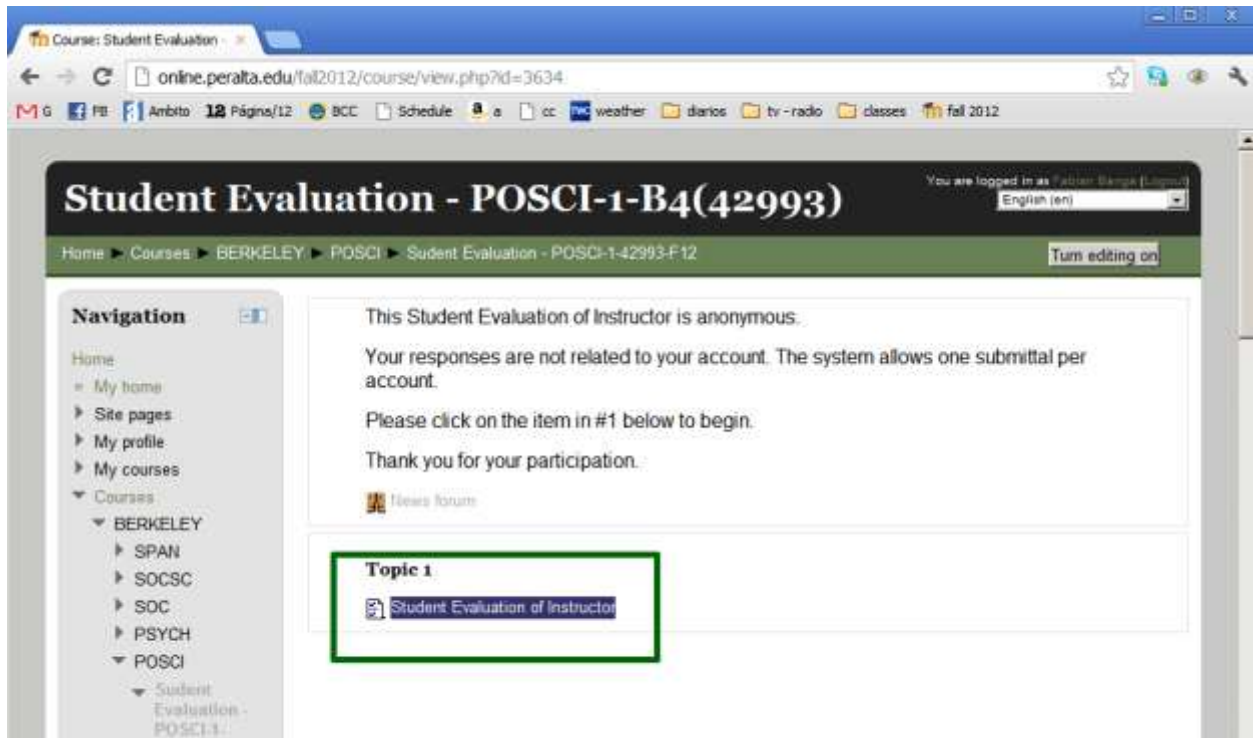 Course: Student Evaluation -
online.peralta.edu/fall2012/course/view.php?id=3634
G FB Ambito 12 Página/12 BCC Schedule a a cc weather diarios tv - radio classes fall 2012
Student Evaluation - POSCI-1-B4(42993)
You are logged in as
English (en)
Home ► Courses ► BERKELEY ► POSCI ► Sudent Evaluation - POSCI-1-42993-F12
Turn editing on
Navigation
Home
My home
Site pages
My profile
My courses
Courses
BERKELEY
SPAN
SOCSC
SOC
PSYCH
POSCI
Sudent
Evaluation -
POSCI-1-
This Student Evaluation of Instructor is anonymous.
Your responses are not related to your account. The system allows one submittal per
account.
Please click on the item in #1 below to begin.
Thank you for your participation.
News forum
Topic 1
Student Evaluation of Instructor